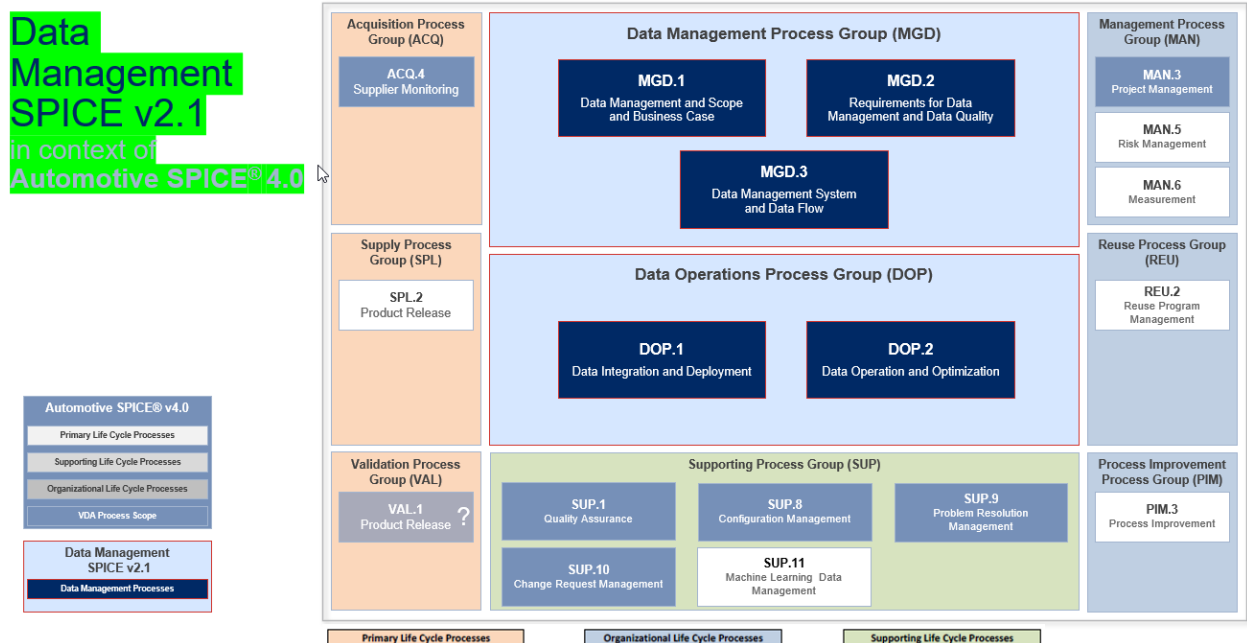 Data
Management
SPICE v2.1
in context of
Automotive SPICE® 4.0
Acquisition Process
Group (ACQ)
ACQ.4
Supplier Monitoring
Data Management Process Group (MGD)
MGD.1
Data Management and Scope
and Business Case
MGD.2
Requirements for Data
Management and Data Quality
MGD.3
Data Management System
and Data Flow
Management Process
Group (MAN)
MAN.3
Project Management
MAN.5
Risk Management
MAN.6
Measurement
Supply Process
Group (SPL)
SPL.2
Product Release
Data Operations Process Group (DOP)
DOP.1
Data Integration and Deployment
DOP.2
Data Operation and Optimization
Reuse Process Group
(REU)
REU.2
Reuse Program
Management
Automotive SPICE® v4.0
Primary Life Cycle Processes
Supporting Life Cycle Processes
Organizational Life Cycle Processes
VDA Process Scope
Data Management
SPICE v2.1
Data Management Processes
Validation Process
Group (VAL)
VAL.1
Product Release
?
Supporting Process Group (SUP)
SUP.1
Quality Assurance
SUP.8
Configuration Management
SUP.9
Problem Resolution
Management
SUP.10
Change Request Management
SUP.11
Machine Learning Data
Management
Process Improvement
Process Group (PIM)
PIM.3
Process Improvement
Primary Life Cycle Processes
Organizational Life Cycle Processes
Supporting Life Cycle Processes